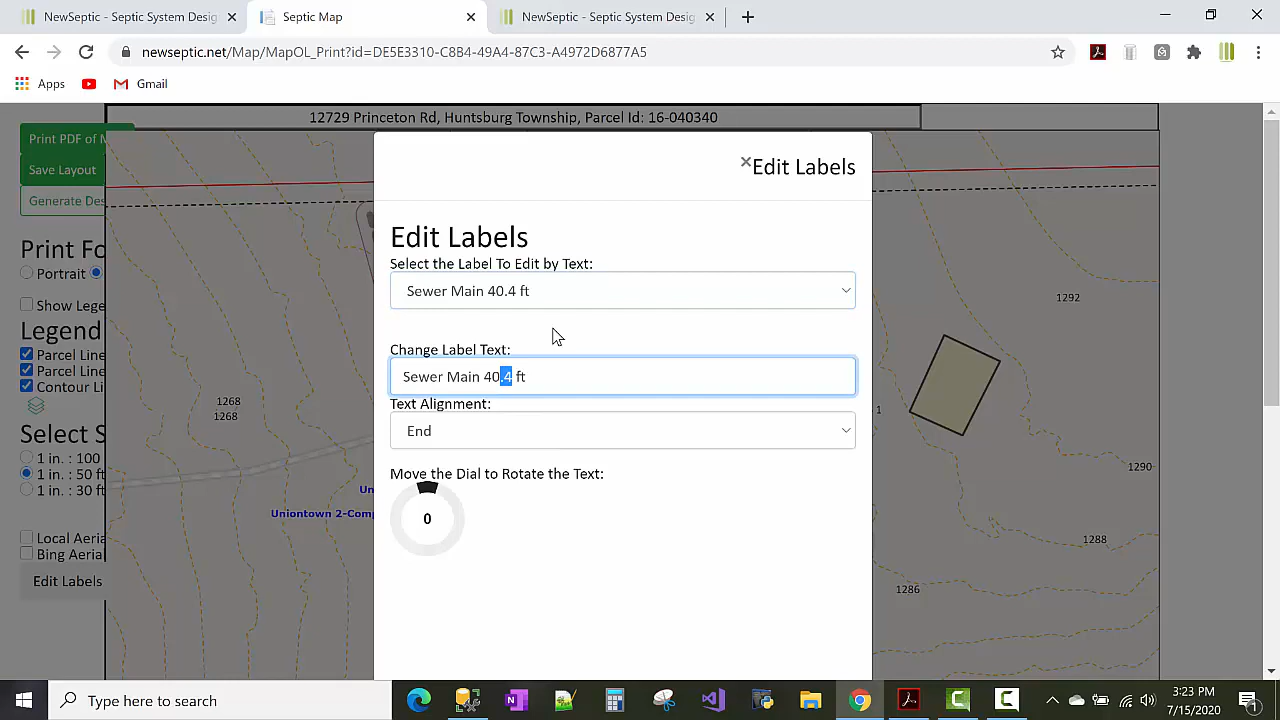 NewSeptic - Septic System Desig
Septic Map
NewSeptic - Septic System Desig
newseptic.net/Map/MapOL_Print?id=DE5E3310-C8B4-49A4-87C3-A4972D6877A5
Apps
Gmail
12729 Princeton Rd, Huntsburg Township, Parcel Id: 16-040340
Print PDF of M
Save Layout
Generate Des
Print Fo
Portrait
Show Lege
Legend
Parcel Line
Parcel Line
Contour Li
Select S
1 in. : 100
1 in. : 50 ft
1 in. : 30 ft
Local Aeria
Bing Aeria
Edit Labels
1268
1268
Un
Uniontown 2-Comp
×Edit Labels
Edit Labels
Select the Label To Edit by Text:
Sewer Main 40.4 ft
Change Label Text:
Sewer Main 40.4 ft
Text Alignment:
End
Move the Dial to Rotate the Text:
0
1292
1
1290
1288
1286
Type here to search
3:23 PM
7/15/2020
1